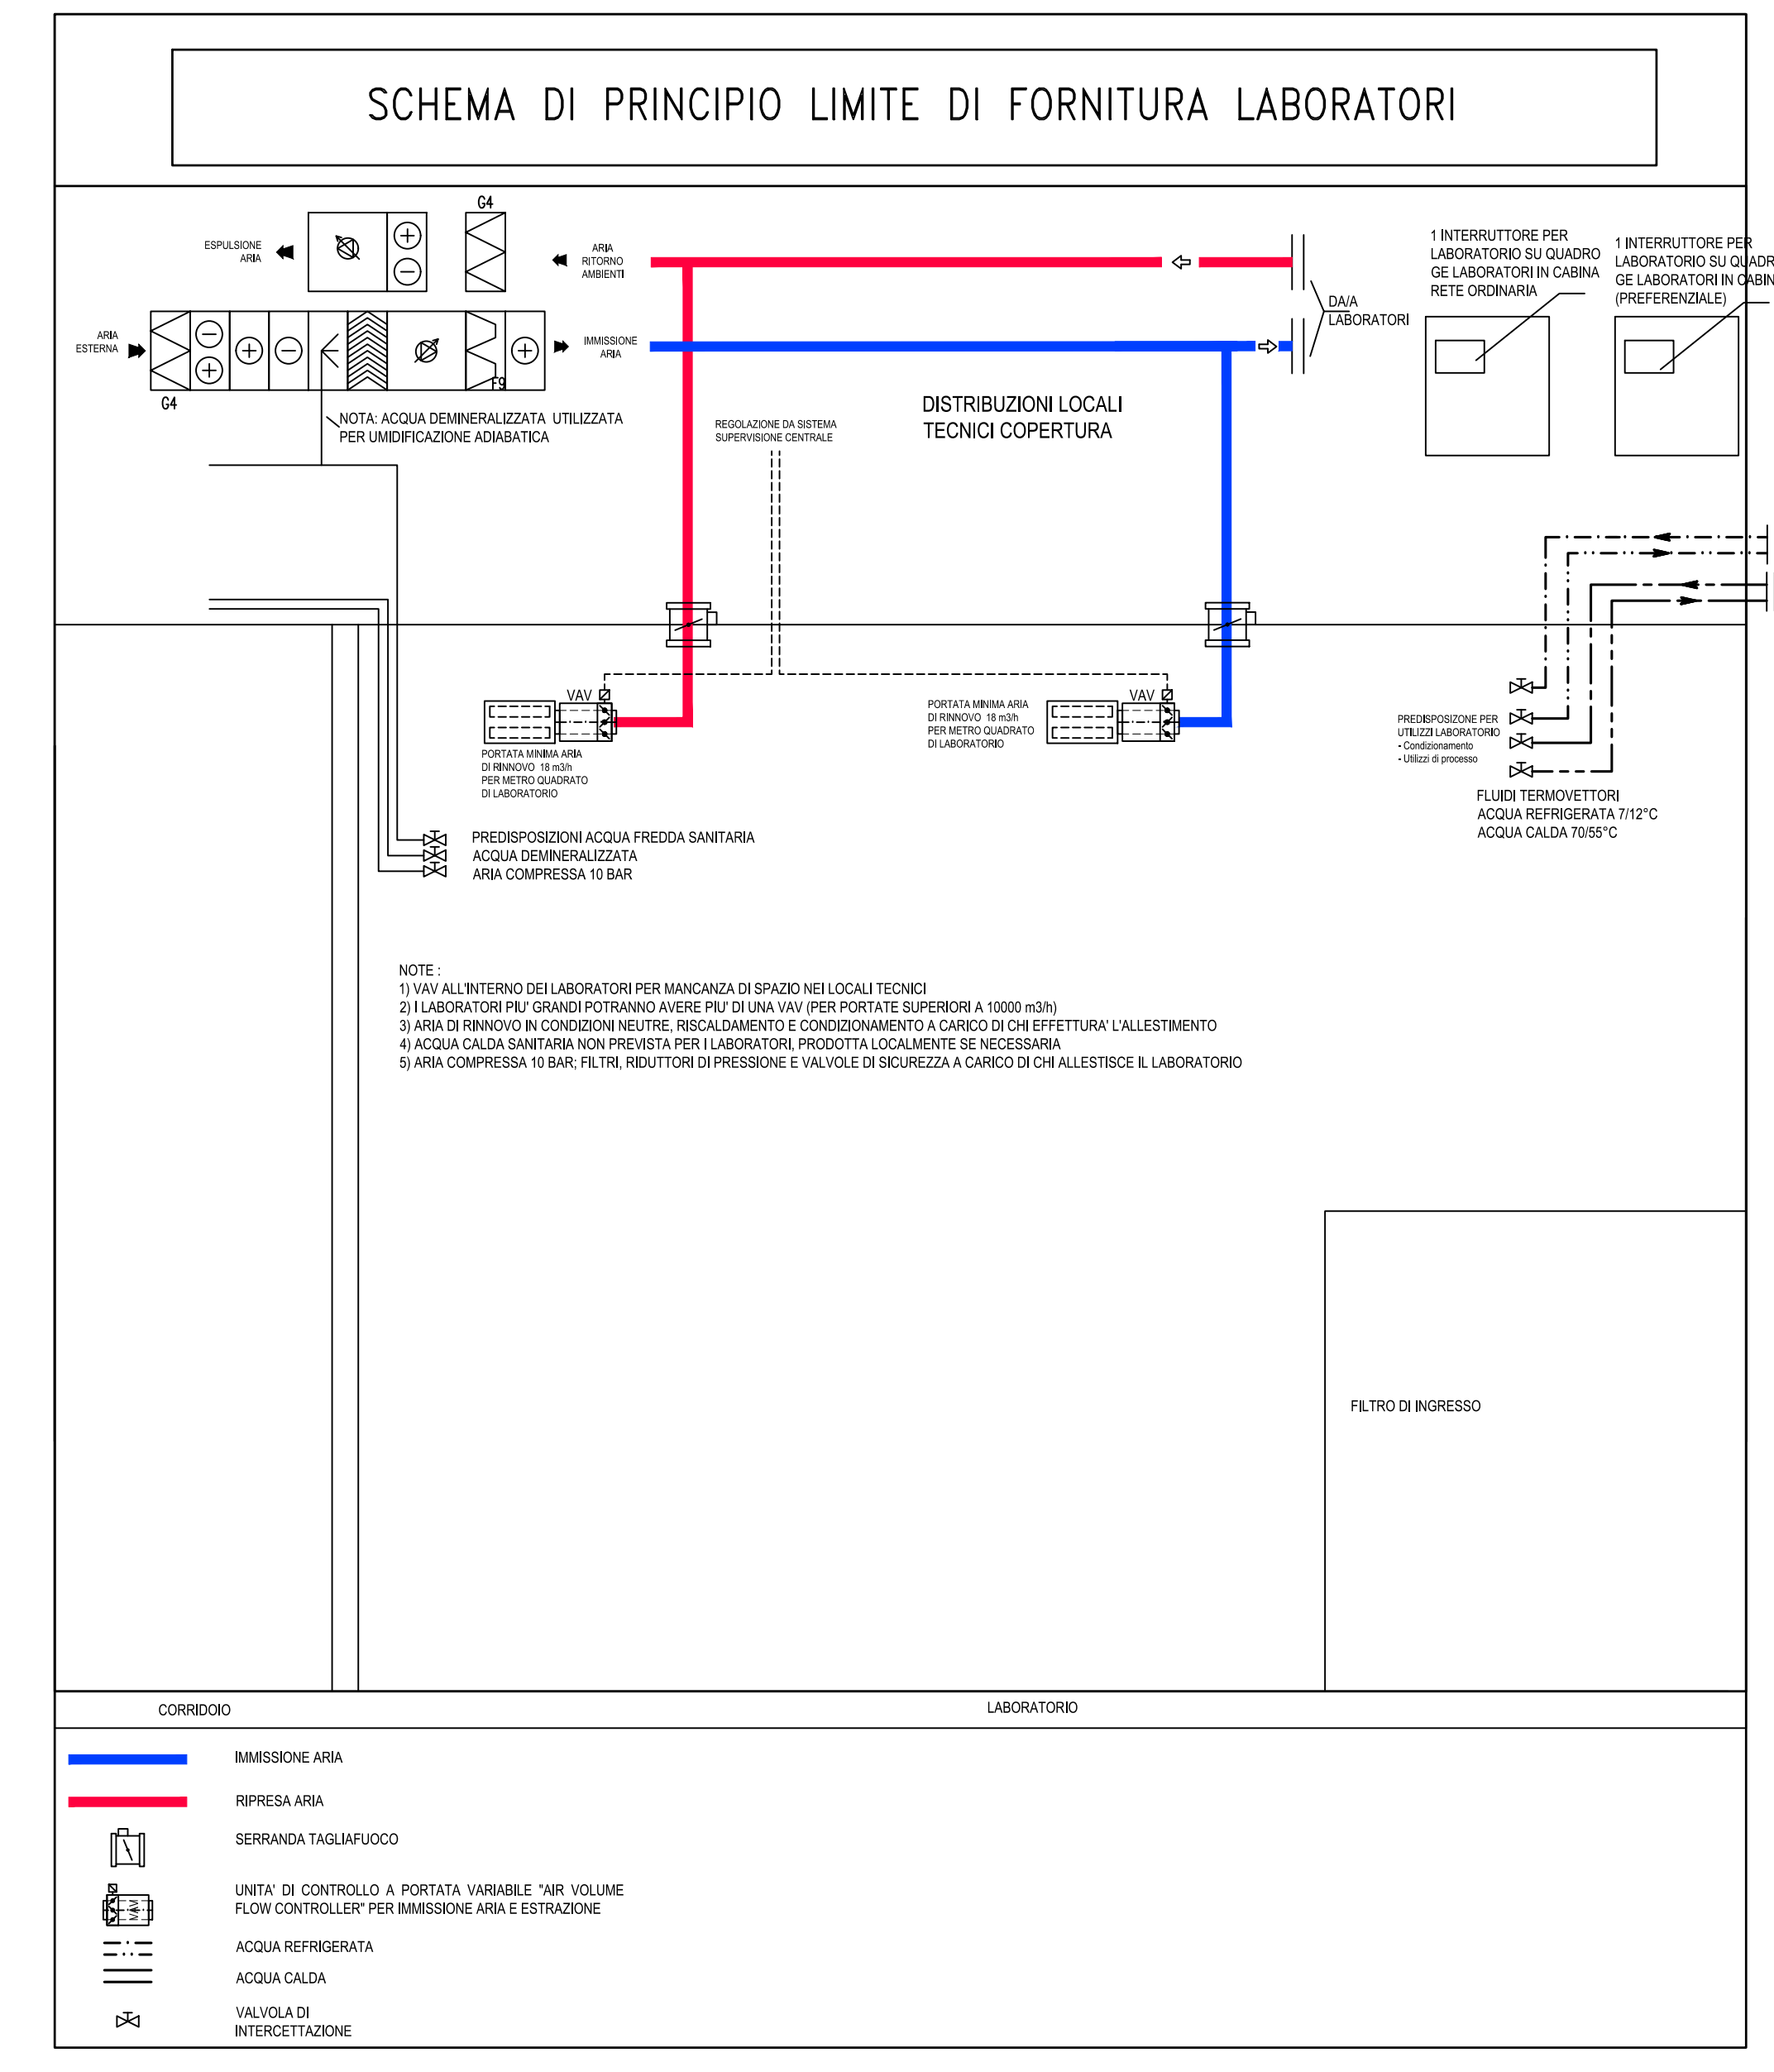 SCHEMA DI PRINCIPIO LIMITE DI FORNITURA LABORATORI
G4
ESPULSIONE
ARIA
ARIA
RITORNO
AMBIENTI
1 INTERRUTTORE PER
LABORATORIO SU QUADRO
GE LABORATORI IN CABINA
RETE ORDINARIA
1 INTERRUTTORE PER
LABORATORIO SU QUADR
GE LABORATORI IN CABIN
(PREFERENZIALE)
DA/A
LABORATORI
ARIA
ESTERNA
IMMISSIONE
ARIA
F9
G4
NOTA: ACQUA DEMINERALIZZATA UTILIZZATA
PER UMIDIFICAZIONE ADIABATICA
REGOLAZIONE DA SISTEMA
SUPERVISIONE CENTRALE
DISTRIBUZIONI LOCALI
TECNICI COPERTURA
VAV
PORTATA MINIMA ARIA
DI RINNOVO 18 m3/h
PER METRO QUADRATO
DI LABORATORIO
VAV
PORTATA MINIMA ARIA
DI RINNOVO 18 m3/h
PER METRO QUADRATO
DI LABORATORIO
PREDISPOSIZONE PER
UTILIZZI LABORATORIO
- Condizionamento
- Utilizzi di processo
FLUIDI TERMOVETTORI
ACQUA REFRIGERATA 7/12°C
ACQUA CALDA 70/55°C
PREDISPOSIZIONI ACQUA FREDDA SANITARIA
ACQUA DEMINERALIZZATA
ARIA COMPRESSA 10 BAR
NOTE :
1) VAV ALL'INTERNO DEI LABORATORI PER MANCANZA DI SPAZIO NEI LOCALI TECNICI
2) I LABORATORI PIU' GRANDI POTRANNO AVERE PIU' DI UNA VAV (PER PORTATE SUPERIORI A 10000 m3/h)
3) ARIA DI RINNOVO IN CONDIZIONI NEUTRE, RISCALDAMENTO E CONDIZIONAMENTO A CARICO DI CHI EFFETTURA' L'ALLESTIMENTO
4) ACQUA CALDA SANITARIA NON PREVISTA PER I LABORATORI, PRODOTTA LOCALMENTE SE NECESSARIA
5) ARIA COMPRESSA 10 BAR; FILTRI, RIDUTTORI DI PRESSIONE E VALVOLE DI SICUREZZA A CARICO DI CHI ALLESTISCE IL LABORATORIO
FILTRO DI INGRESSO
CORRIDOIO
LABORATORIO
IMMISSIONE ARIA
RIPRESA ARIA
SERRANDA TAGLIAFUOCO
VAV
UNITA' DI CONTROLLO A PORTATA VARIABILE "AIR VOLUME
FLOW CONTROLLER" PER IMMISSIONE ARIA E ESTRAZIONE
ACQUA REFRIGERATA
ACQUA CALDA
VALVOLA DI
INTERCETTAZIONE